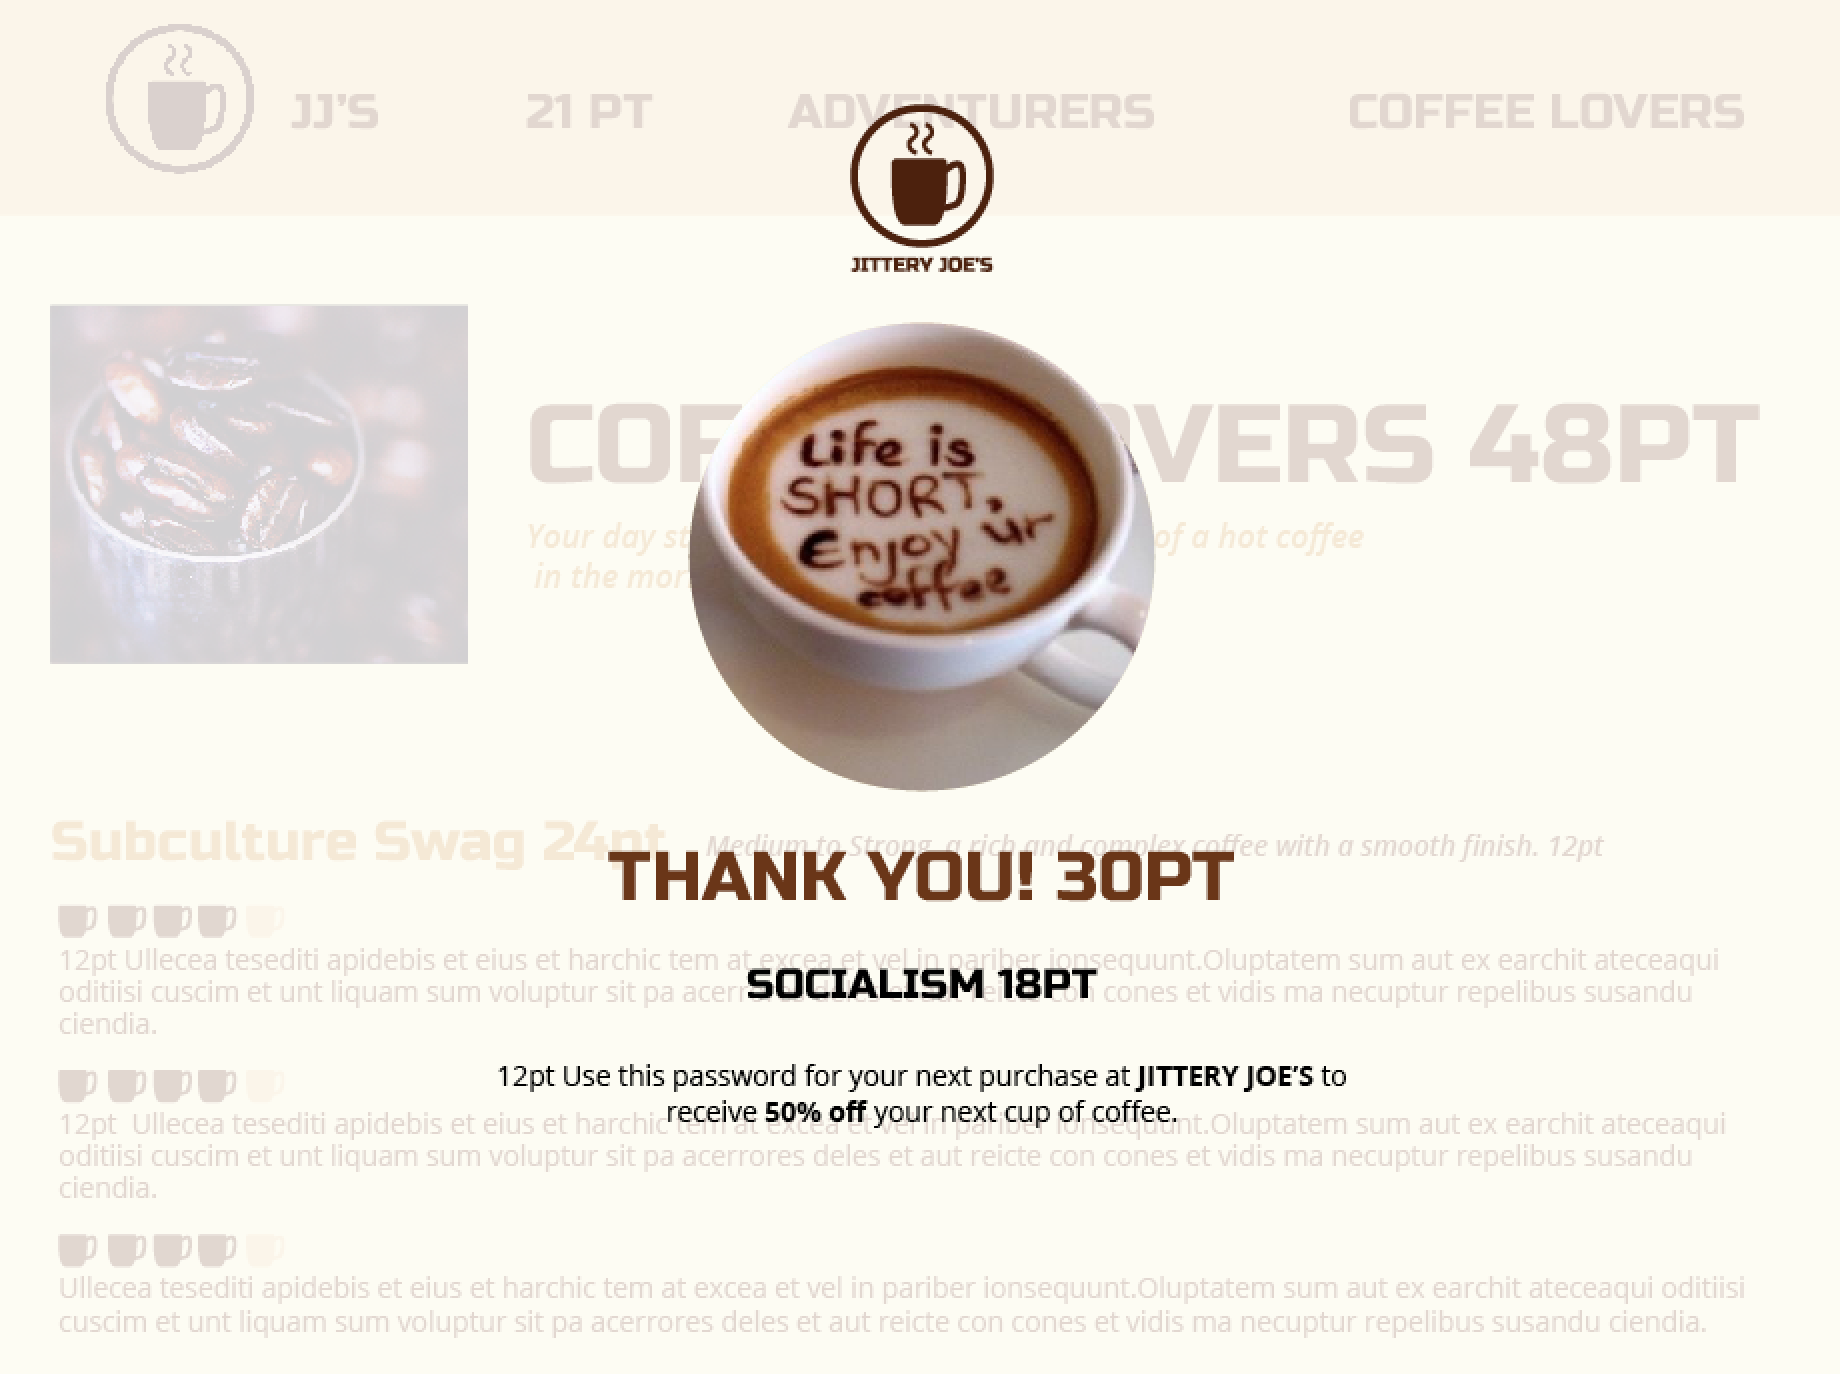 JJ'S 21 PT ADVENTURERS COFFEE LOVERS
JITTERY JOE'S
COF OVERS 48PT
Life is
SHORT,
Enjoy ur
coffee
Your day st of a hot coffee
in the mor
Subculture Swag 24pt Medium to Strong, a rich and complex coffee with a smooth finish. 12pt
THANK YOU! 30PT
12pt Ullecea tesediti apidebis et eius et harchic tem at excea et vel in pariber ionsequunt.Oluptatem sum aut ex earchit ateceaqui
SOCIALISM 18PT
oditiisi cuscim et unt liquam sum voluptur sit pa acerr reicte con cones et vidis ma necuptur repelibus susandu
ciendia.
12pt Use this password for your next purchase at JITTERY JOE'S to
receive 50% off your next cup of coffee.
12pt Ullecea tesediti apidebis et eius et harchic tem at excea et vel in pariber ionsequunt.Oluptatem sum aut ex earchit ateceaqui
oditiisi cuscim et unt liquam sum voluptur sit pa acerrores deles et aut reicte con cones et vidis ma necuptur repelibus susandu
ciendia.
Ullecea tesediti apidebis et eius et harchic tem at excea et vel in pariber ionsequunt.Oluptatem sum aut ex earchit ateceaqui oditiisi
cuscim et unt liquam sum voluptur sit pa acerrores deles et aut reicte con cones et vidis ma necuptur repelibus susandu ciendia.